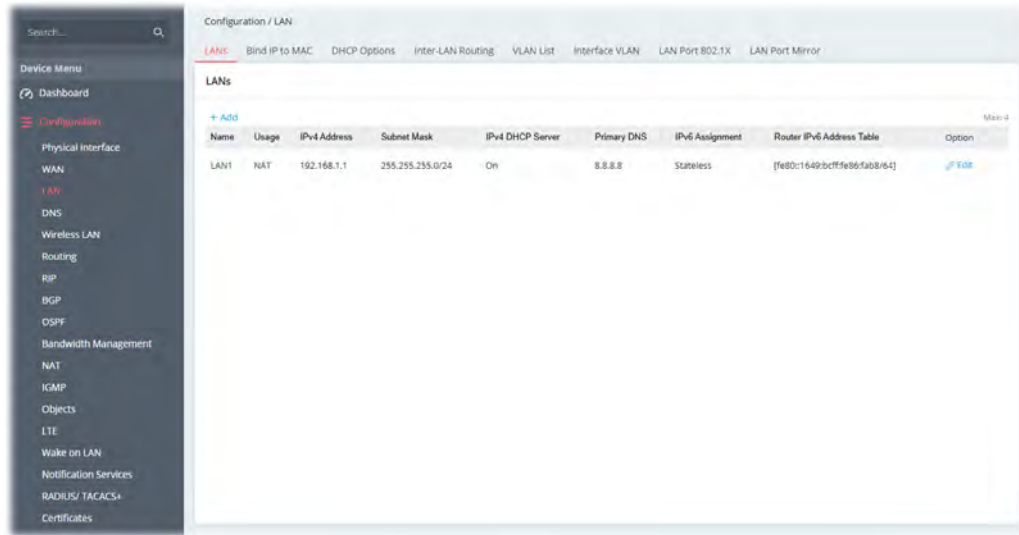 Search...
Device Menu
Dashboard
Configuration
Physical Interface
WAN
LAN
DNS
Wireless LAN
Routing
RIP
BGP
OSPF
Bandwidth Management
NAT
IGMP
Objects
LTE
Wake on LAN
Notification Services
RADIUS/ TACACS+
Certificates
Configuration / LAN
LANs Bind IP to MAC DHCP Options Inter-LAN Routing VLAN List Interface VLAN LAN Port 802.1X LAN Port Mirror
LANs
+ Add Max: 4
Name Usage IPv4 Address Subnet Mask IPv4 DHCP Server Primary DNS IPv6 Assignment Router IPv6 Address Table Option
LAN1 NAT 192.168.1.1 255.255.255.0/24 On 8.8.8.8 Stateless [fe80::1649:bcff:fe86:fab8/64] Edit